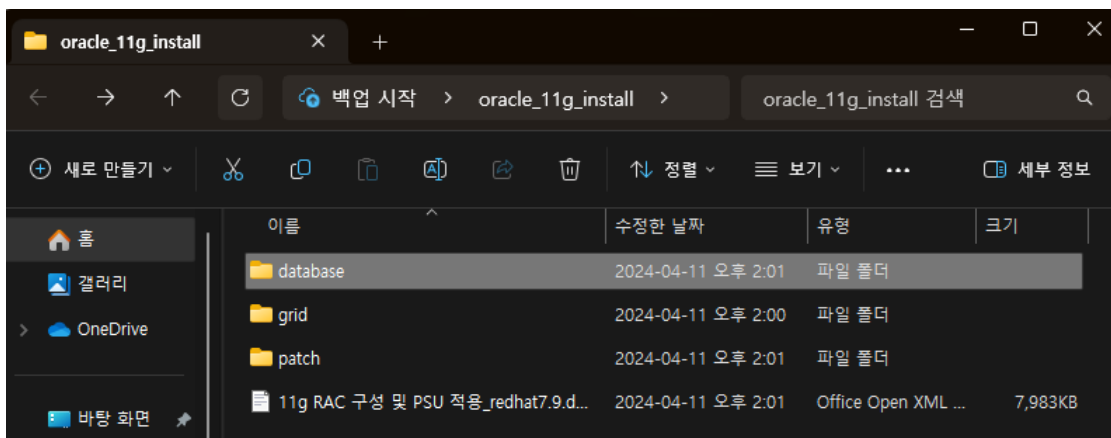 oracle_11g_install
백업 시작 > oracle_11g_install >
oracle_11g_install 검색
새로 만들기
정렬
보기
세부 정보
홈
갤러리
OneDrive
바탕 화면
이름 수정한 날짜 유형 크기
database 2024-04-11 오후 2:01 파일 폴더
grid 2024-04-11 오후 2:00 파일 폴더
patch 2024-04-11 오후 2:01 파일 폴더
11g RAC 구성 및 PSU 적용_redhat7.9.d... 2024-04-11 오후 2:01 Office Open XML ... 7,983KB